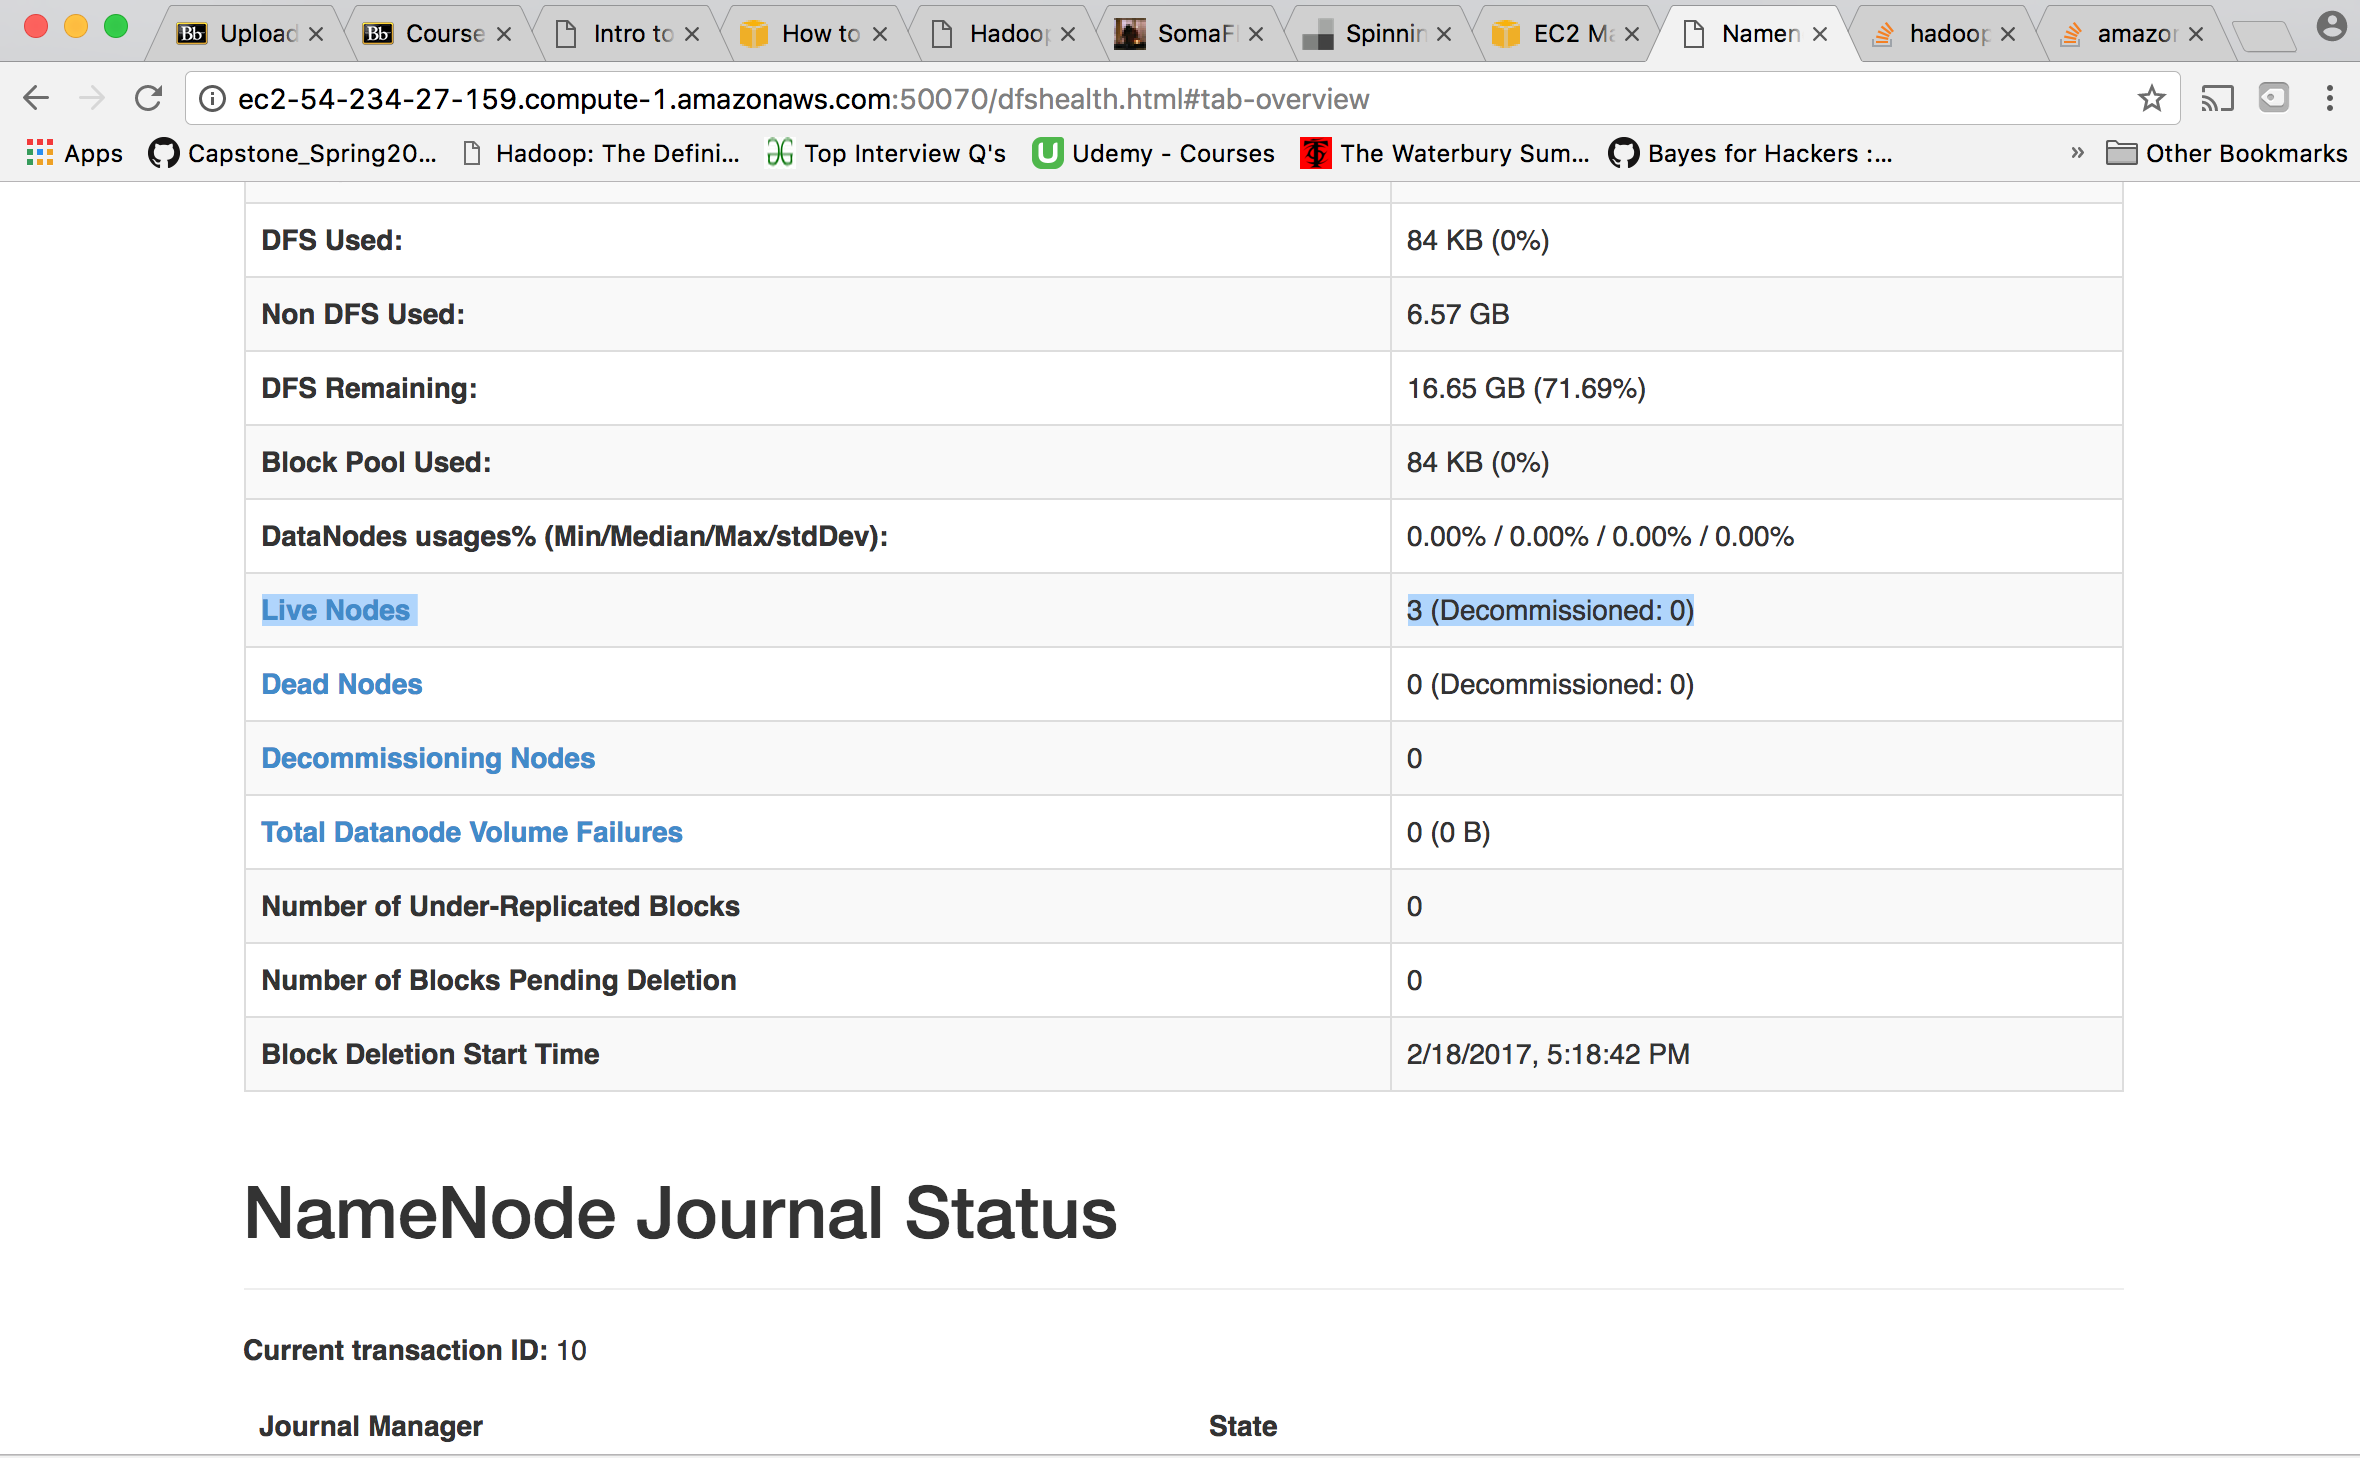 Upload Course Intro to How to Hadoop SomaF Spinnin EC2 Ma Namen hadoop amazon
ec2-54-234-27-159.compute-1.amazonaws.com:50070/dfshealth.html#tab-overview
Apps Capstone_Spring20... Hadoop: The Defini... Top Interview Q's Udemy - Courses The Waterbury Sum... Bayes for Hackers :... » Other Bookmarks
DFS Used: 84 KB (0%)
Non DFS Used: 6.57 GB
DFS Remaining: 16.65 GB (71.69%)
Block Pool Used: 84 KB (0%)
DataNodes usages% (Min/Median/Max/stdDev): 0.00% / 0.00% / 0.00% / 0.00%
Live Nodes 3 (Decommissioned: 0)
Dead Nodes 0 (Decommissioned: 0)
Decommissioning Nodes 0
Total Datanode Volume Failures 0 (0 B)
Number of Under-Replicated Blocks 0
Number of Blocks Pending Deletion 0
Block Deletion Start Time 2/18/2017, 5:18:42 PM
NameNode Journal Status
Current transaction ID: 10
Journal Manager State